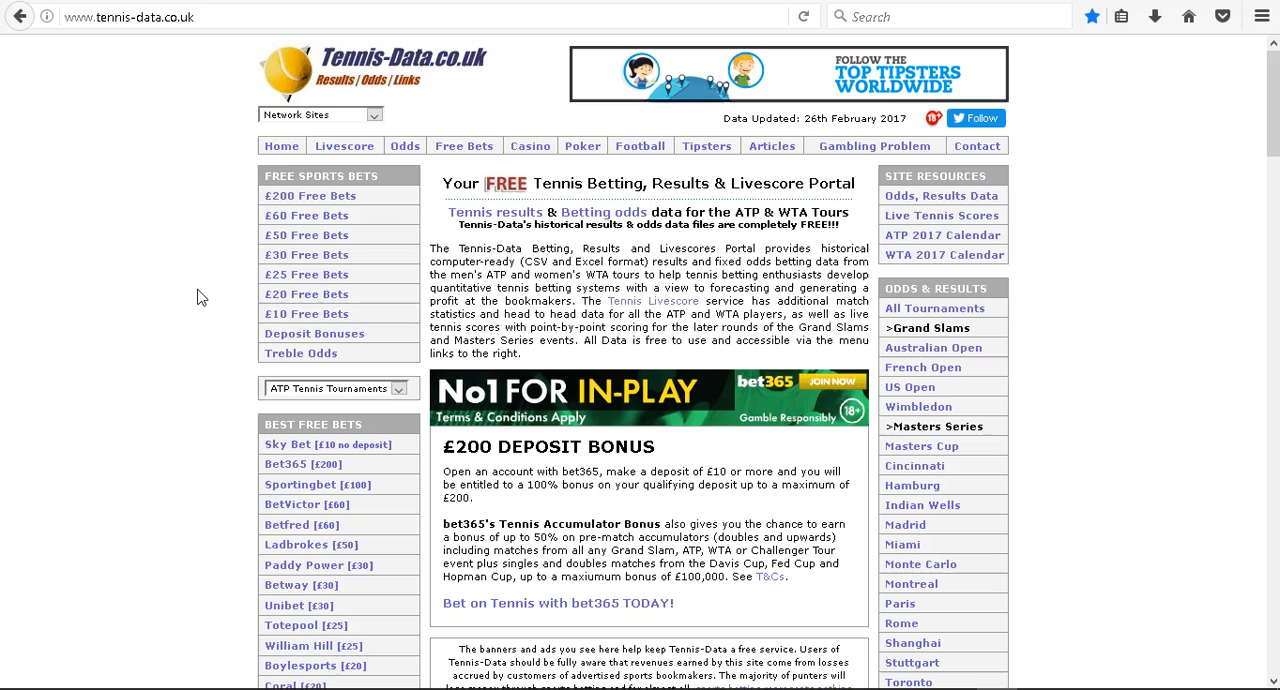 www.tennis-data.co.uk
Search
Tennis-Data.co.uk
Results / Odds / Links
FOLLOW THE
TOP TIPSTERS
WORLDWIDE
Network Sites
Data Updated: 26th February 2017
18+
Follow
Home
Livescore
Odds
Free Bets
Casino
Poker
Football
Tipsters
Articles
Gambling Problem
Contact
FREE SPORTS BETS
£200 Free Bets
£60 Free Bets
£50 Free Bets
£30 Free Bets
£25 Free Bets
£20 Free Bets
£10 Free Bets
Deposit Bonuses
Treble Odds
ATP Tennis Tournaments
BEST FREE BETS
Sky Bet [£10 no deposit]
Bet365 [£200]
Sportingbet [£100]
BetVictor [£60]
Betfred [£60]
Ladbrokes [£50]
Paddy Power [£30]
Betway [£30]
Unibet [£30]
Totepool [£25]
William Hill [£25]
Boylesports [£20]
Coral [£20]
Your FREE Tennis Betting, Results & Livescore Portal
Tennis results & Betting odds data for the ATP & WTA Tours
Tennis-Data's historical results & odds data files are completely FREE!!!
The Tennis-Data Betting, Results and Livescores Portal provides historical
computer-ready (CSV and Excel format) results and fixed odds betting data from
the men's ATP and women's WTA tours to help tennis betting enthusiasts develop
quantitative tennis betting systems with a view to forecasting and generating a
profit at the bookmakers. The Tennis Livescore service has additional match
statistics and head to head data for all the ATP and WTA players, as well as live
tennis scores with point-by-point scoring for the later rounds of the Grand Slams
and Masters Series events. All Data is free to use and accessible via the menu
links to the right.
No1 FOR IN-PLAY
Terms & Conditions Apply
bet365
JOIN NOW
Gamble Responsibly
18+
£200 DEPOSIT BONUS
Open an account with bet365, make a deposit of £10 or more and you will
be entitled to a 100% bonus on your qualifying deposit up to a maximum of
£200.
bet365's Tennis Accumulator Bonus also gives you the chance to earn
a bonus of up to 50% on pre-match accumulators (doubles and upwards)
including matches from all any Grand Slam, ATP, WTA or Challenger Tour
event plus singles and doubles matches from the Davis Cup, Fed Cup and
Hopman Cup, up to a maxiumum bonus of £100,000. See T&Cs.
Bet on Tennis with bet365 TODAY!
The banners and ads you see here help keep Tennis-Data a free service. Users of
Tennis-Data should be fully aware that revenues earned by this site come from losses
accrued by customers of advertised sports bookmakers. The majority of punters will
SITE RESOURCES
Odds, Results Data
Live Tennis Scores
ATP 2017 Calendar
WTA 2017 Calendar
ODDS & RESULTS
All Tournaments
>Grand Slams
Australian Open
French Open
US Open
Wimbledon
>Masters Series
Masters Cup
Cincinnati
Hamburg
Indian Wells
Madrid
Miami
Monte Carlo
Montreal
Paris
Rome
Shanghai
Stuttgart
Toronto